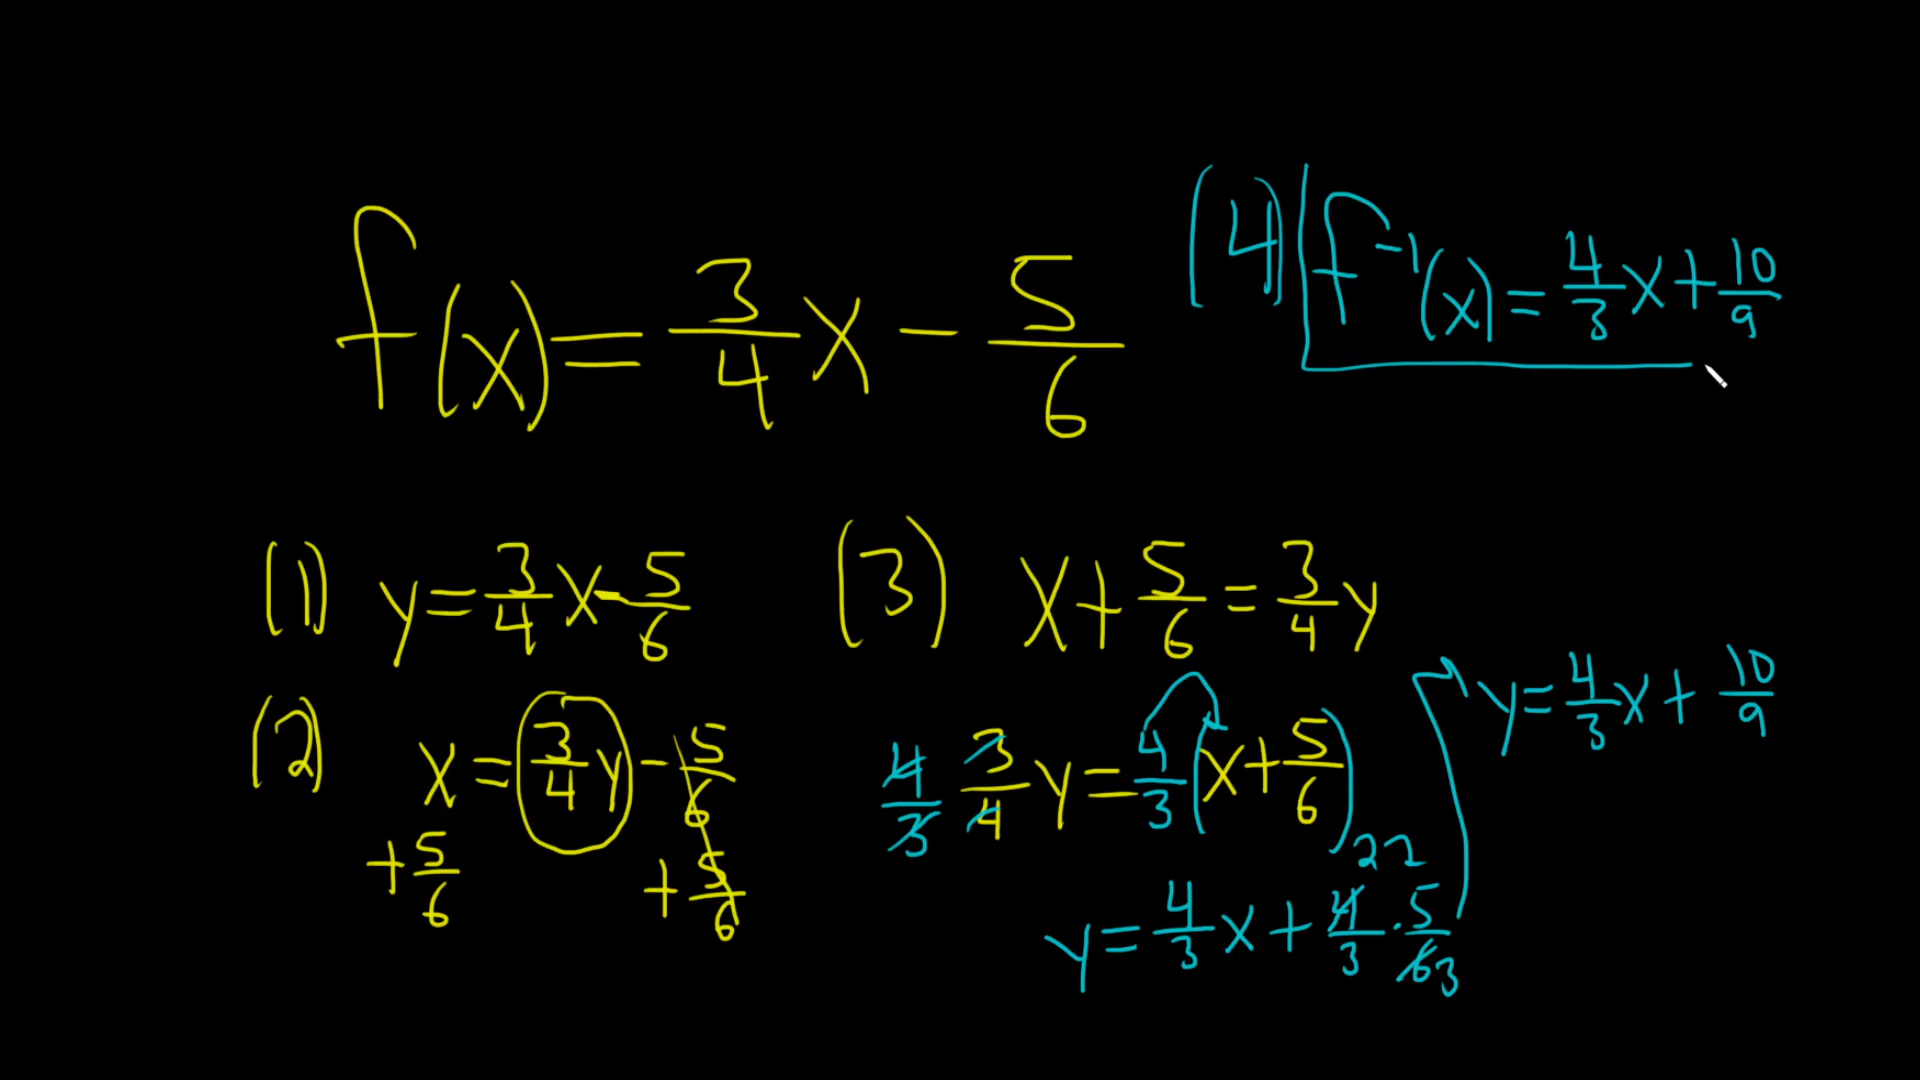 f(x) = 3/4 x - 5/6
(4) f⁻¹(x) = 4/3 x + 10/9
(1) y = 3/4 x - 5/6
(2) x = 3/4 y - 5/6
+ 5/6 + 5/6
(3) x + 5/6 = 3/4 y
4/3 3/4 y = 4/3 (x + 5/6)
22
y = 4/3 x + 4/3 · 5/6 3
y = 4/3 x + 10/9